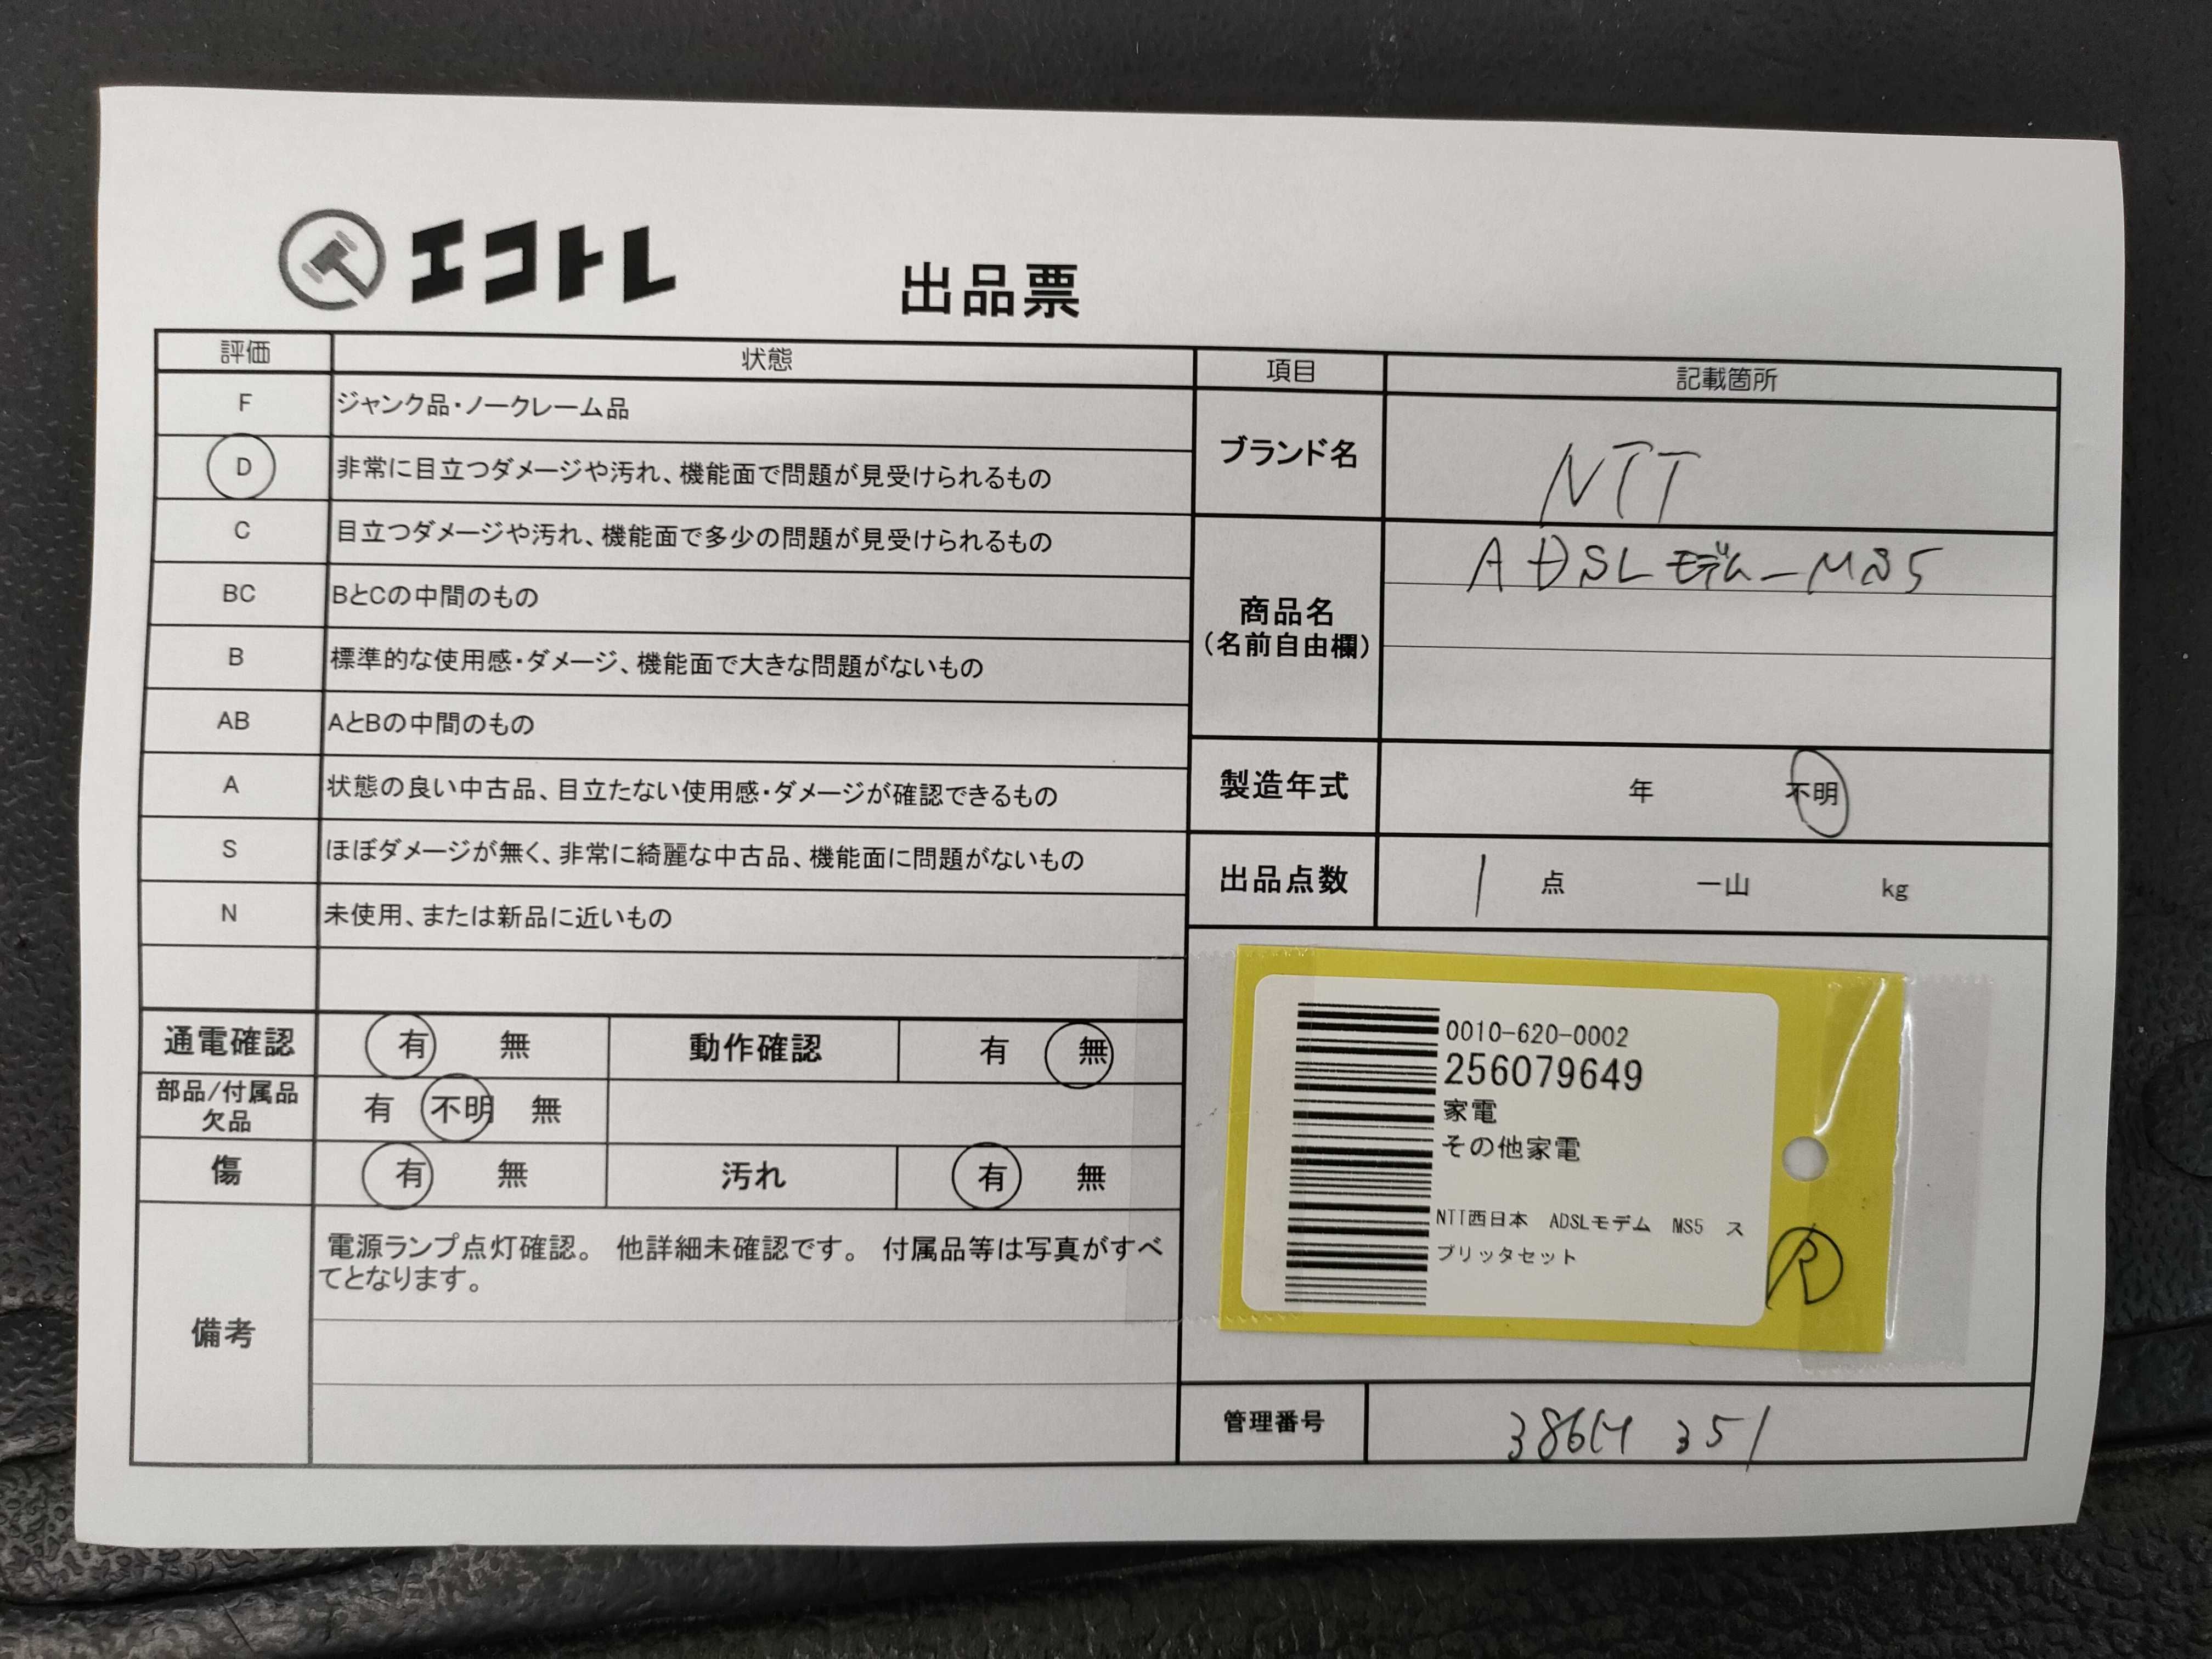 エコトレ
出品票
評価 状態
F ジャンク品・ノークレーム品
D 非常に目立つダメージや汚れ、機能面で問題が見受けられるもの
C 目立つダメージや汚れ、機能面で多少の問題が見受けられるもの
BC BとCの中間のもの
B 標準的な使用感・ダメージ、機能面で大きな問題がないもの
AB AとBの中間のもの
A 状態の良い中古品、目立たない使用感・ダメージが確認できるもの
S ほぼダメージが無く、非常に綺麗な中古品、機能面に問題がないもの
N 未使用、または新品に近いもの
通電確認 有 無 動作確認 有 無
部品/付属品
欠品 有 不明 無
傷 有 無 汚れ 有 無
備考
電源ランプ点灯確認。 他詳細未確認です。 付属品等は写真がすべ
てとなります。
項目 記載箇所
ブランド名 NTT
商品名
(名前自由欄)
ADSLモデム-MS5
製造年式 年 不明
出品点数 1 点 一山 kg
0010-620-0002
256079649
家電
その他家電
NTT西日本 ADSLモデム MS5 ス
プリッタセット
R
管理番号 386H 351